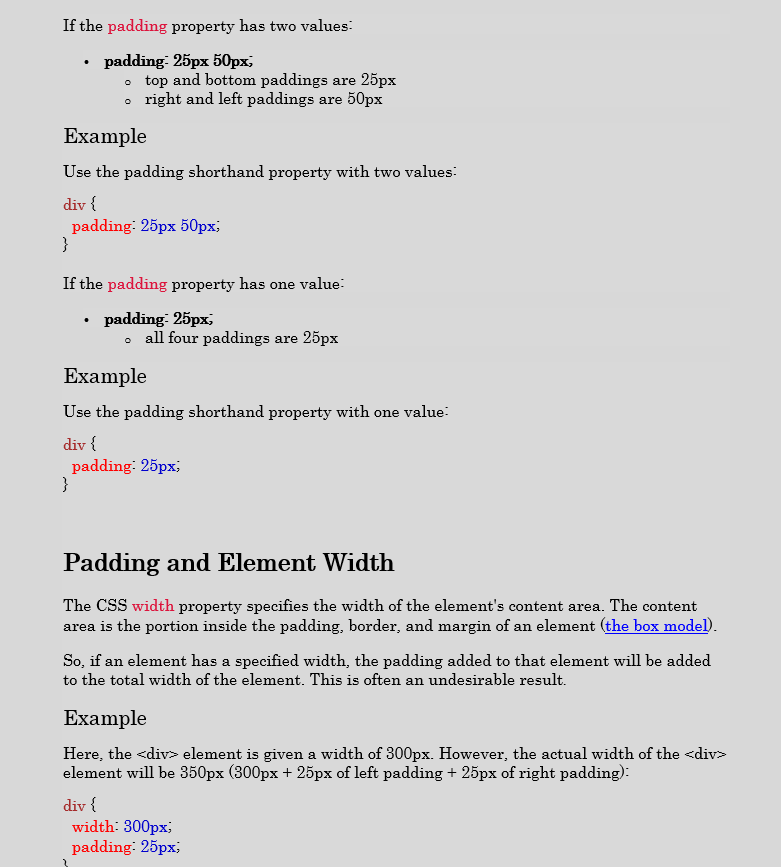 If the padding property has two values:
• padding: 25px 50px;
o top and bottom paddings are 25px
o right and left paddings are 50px
Example
Use the padding shorthand property with two values:
div {
padding: 25px 50px;
}
If the padding property has one value:
• padding: 25px;
o all four paddings are 25px
Example
Use the padding shorthand property with one value:
div {
padding: 25px;
}
Padding and Element Width
The CSS width property specifies the width of the element's content area. The content
area is the portion inside the padding, border, and margin of an element (the box model).
So, if an element has a specified width, the padding added to that element will be added
to the total width of the element. This is often an undesirable result.
Example
Here, the <div> element is given a width of 300px. However, the actual width of the <div>
element will be 350px (300px + 25px of left padding + 25px of right padding):
div {
width: 300px;
padding: 25px;
}